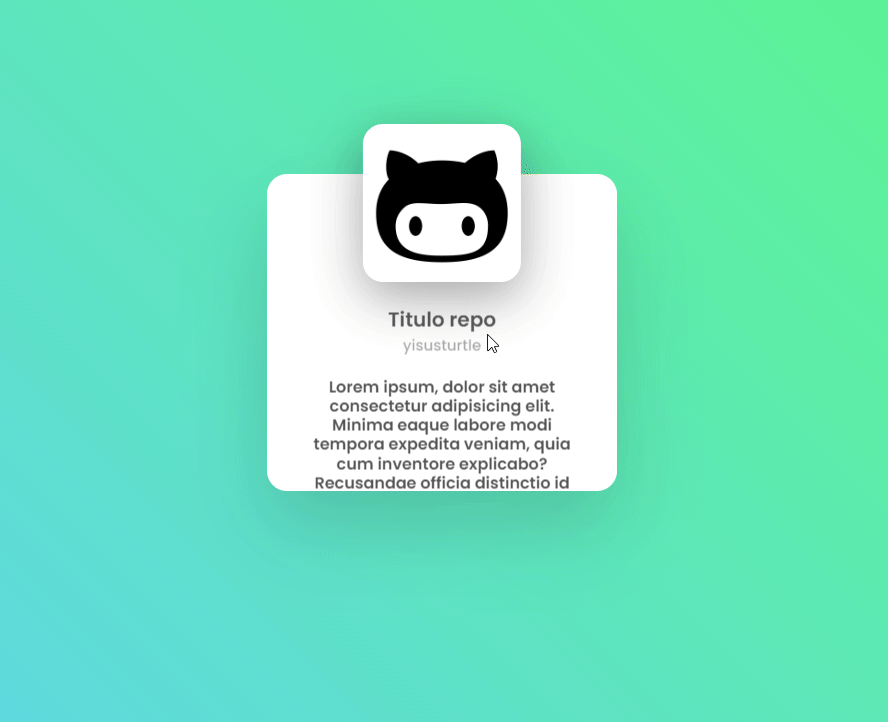 Titulo repo
yisusturtle
Lorem ipsum, dolor sit amet
consectetur adipisicing elit.
Minima eaque labore modi
tempora expedita veniam, quia
cum inventore explicabo?
Recusandae officia distinctio id